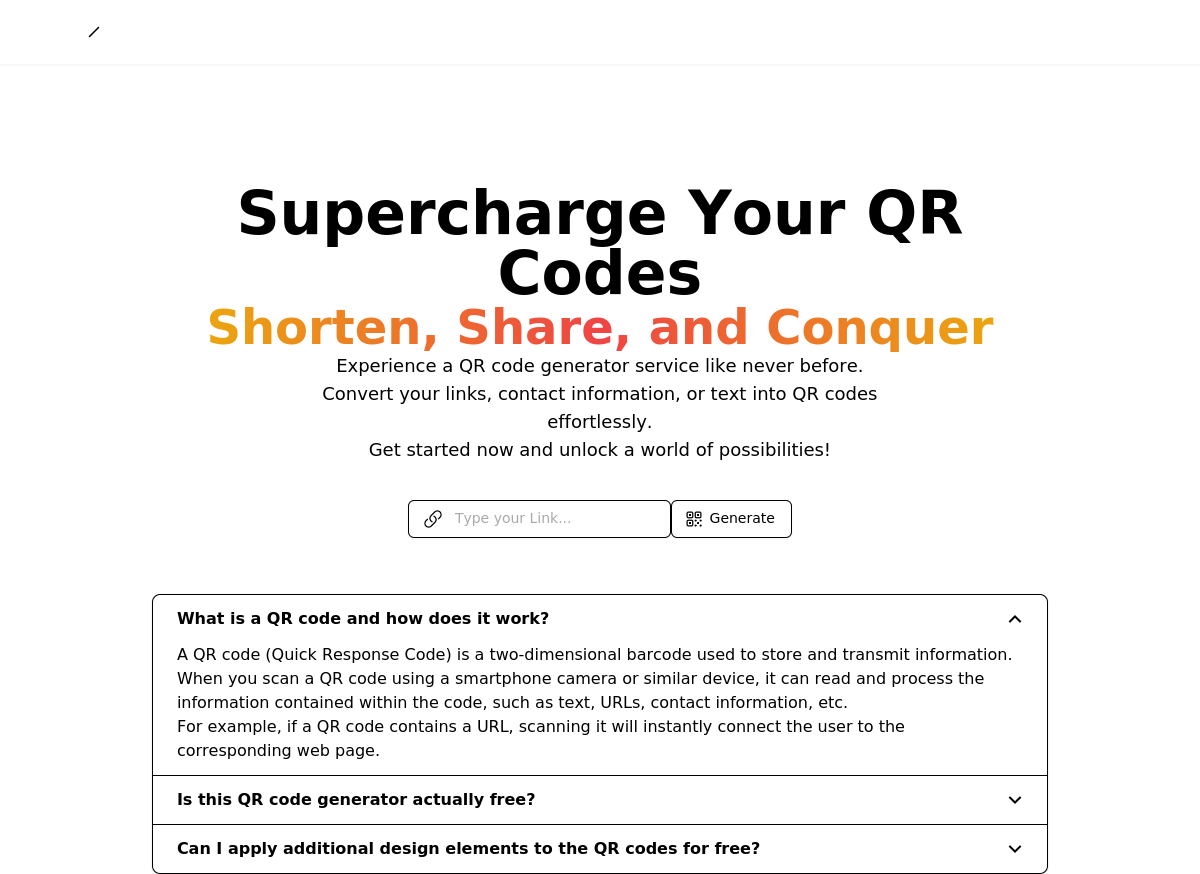 Supercharge Your QR
Codes
Shorten, Share, and Conquer
Experience a QR code generator service like never before.
Convert your links, contact information, or text into QR codes
effortlessly.
Get started now and unlock a world of possibilities!
Type your Link...
Generate
What is a QR code and how does it work?
A QR code (Quick Response Code) is a two-dimensional barcode used to store and transmit information.
When you scan a QR code using a smartphone camera or similar device, it can read and process the
information contained within the code, such as text, URLs, contact information, etc.
For example, if a QR code contains a URL, scanning it will instantly connect the user to the
corresponding web page.
Is this QR code generator actually free?
Can I apply additional design elements to the QR codes for free?